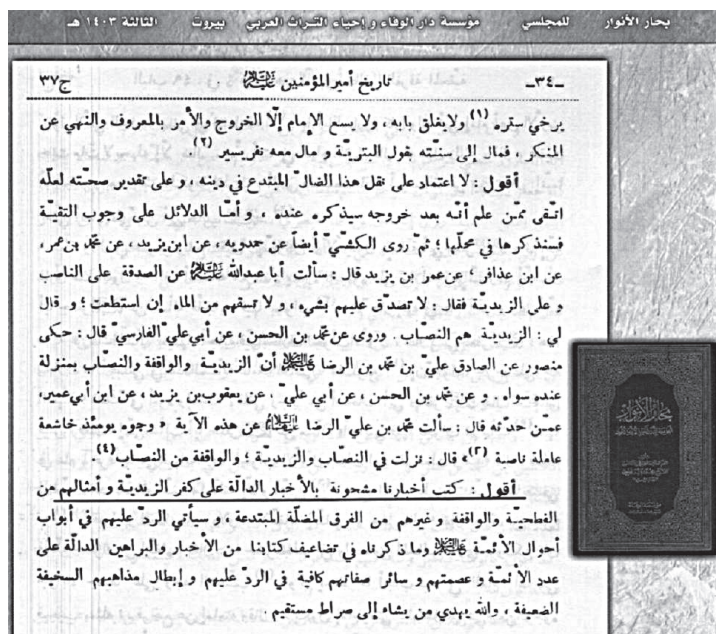 بحار الأنوار للمجلسي مؤسسة دار الوفاء و إحياء التراث العربي بيروت الثالثة ١٤٠٣ هـ
ـ٣٤ـ تاريخ أمير المؤمنين عليه السلام ج٣٧
يرخي ستره (١) ولا يغلق بابه ، ولا يسع الإمام إلّا الخروج والأمر بالمعروف والنهي عن
المنكر ، فمال إلى سنّته بقول البتريّة و مال معه نفر يسير (٢).
أقول : لا اعتماد على نقل هذا الضالّ المبتدع في دينه ، و على تقدير صحّته لعلّه
اتّقى ممّن علم أنّه بعد خروجه سيذكره عنده ، و أمّا الدلائل على وجوب التقيّة
فسنذكرها في محلّها ؛ ثمّ روى الكشّيّ أيضاً عن حمدويه ، عن ابن يزيد ، عن محمّد بن عمر ،
عن ابن عذافر ، عن عمر بن يزيد قال : سألت أبا عبدالله عليه السلام عن الصدقة على الناصب
و على الزيديّة فقال : لا تصدّق عليهم بشيء ، و لا تسقهم من الماء إن استطعت ؛ و قال
لي : الزيديّة هم النصّاب . وروى عن محمّد بن الحسن ، عن أبي عليّ الفارسيّ قال : حكى
منصور عن الصادق عليّ بن محمّد بن الرضا عليهم السلام أنّ الزيديّة والواقفة والنصّاب بمنزلة
عنده سواء . و عن محمّد بن الحسن ، عن أبي عليّ ، عن يعقوب بن يزيد ، عن ابن أبي عمير،
عمّن حدّثه قال : سألت محمّد بن عليّ الرضا عليهما السلام عن هذه الآية « وجوه يومئذ خاشعة
عاملة ناصبة (٣)» قال : نزلت في النصّاب والزيديّة ؛ والواقفة من النصّاب(٤).
أقول : كتب أخبارنا مشحونة بالأخبار الدالّة على كفر الزيديّة و أمثالهم من
الفطحيّة والواقفة و غيرهم من الفرق المضلّة المبتدعة ، و سيأتي الردّ عليهم في أبواب
أحوال الأئمّة عليهم السلام وما ذكرناه في تضاعيف كتابنا من الأخبار والبراهين الدالّة على
عدد الأئمّة و عصمتهم و سائر صفاتهم كافية في الردّ عليهم و إبطال مذاهبهم السخيفة
الضعيفة ، والله يهدي من يشاء إلى صراط مستقيم
بحار الأنوار